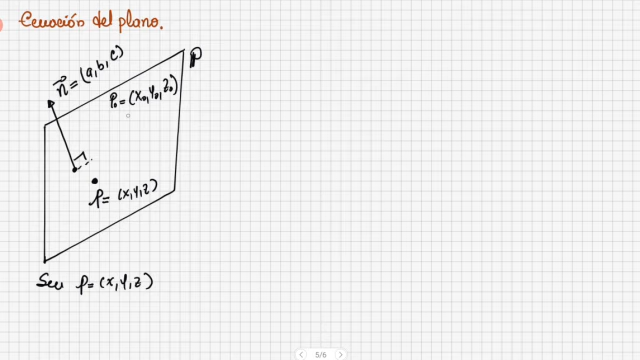 Ecuación del plano.
n⃗ = (a, b, c)
P
P₀ = (x₀, y₀, z₀)
p = (x, y, z)
Sea p = (x, y, z)
5/6